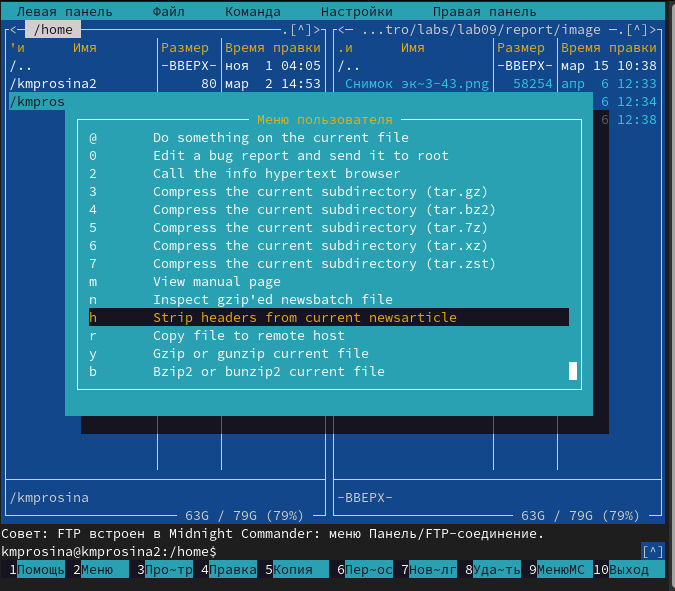 Левая панель Файл Команда Настройки Правая панель
<─ /home .[^]> <─ ...tro/labs/lab09/report/image ─.[^]>
'и Имя Размер Время правки .и Имя Размер Время правки
/.. -ВВЕРХ- ноя 1 04:05 /.. -ВВЕРХ- мар 15 10:38
/kmprosina2 80 мар 2 14:53 Снимок эк~3-43.png 58254 апр 6 12:33
/kmpros 6 12:34
Меню пользователя 6 12:38
@ Do something on the current file
0 Edit a bug report and send it to root
2 Call the info hypertext browser
3 Compress the current subdirectory (tar.gz)
4 Compress the current subdirectory (tar.bz2)
5 Compress the current subdirectory (tar.7z)
6 Compress the current subdirectory (tar.xz)
7 Compress the current subdirectory (tar.zst)
m View manual page
n Inspect gzip'ed newsbatch file
h Strip headers from current newsarticle
r Copy file to remote host
y Gzip or gunzip current file
b Bzip2 or bunzip2 current file
/kmprosina -ВВЕРХ-
63G / 79G (79%) 63G / 79G (79%)
Совет: FTP встроен в Midnight Commander: меню Панель/FTP-соединение.
kmprosina@kmprosina2:/home$ [^]
1Помощь 2Меню 3Про~тр 4Правка 5Копия 6Пер~ос 7Нов~лг 8Уда~ть 9МенюМС 10Выход